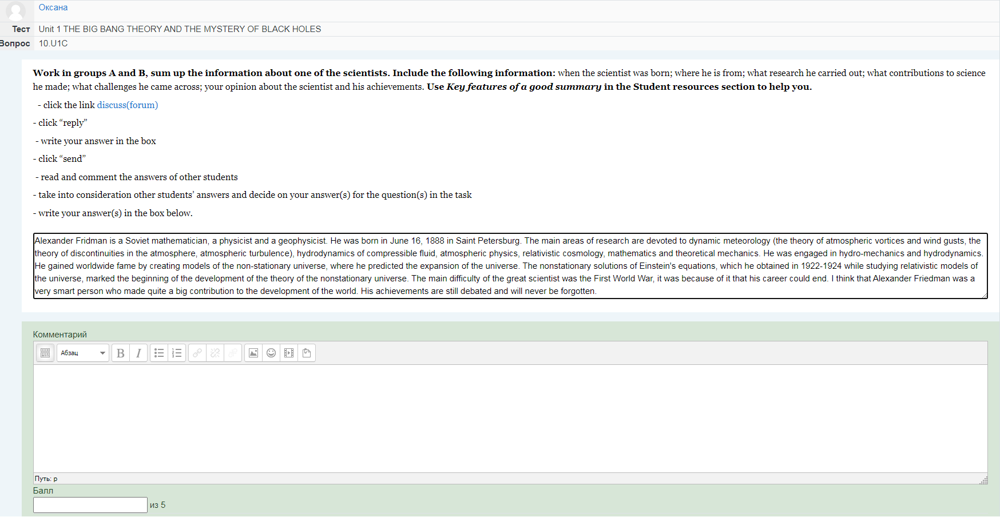 Оксана
Тест Unit 1 THE BIG BANG THEORY AND THE MYSTERY OF BLACK HOLES
Вопрос 10.U1C
Work in groups A and B, sum up the information about one of the scientists. Include the following information: when the scientist was born; where he is from; what research he carried out; what contributions to science
he made; what challenges he came across; your opinion about the scientist and his achievements. Use Key features of a good summary in the Student resources section to help you.
- click the link discuss(forum)
- click “reply”
- write your answer in the box
- click “send”
- read and comment the answers of other students
- take into consideration other students’ answers and decide on your answer(s) for the question(s) in the task
- write your answer(s) in the box below.
Alexander Fridman is a Soviet mathematician, a physicist and a geophysicist. He was born in June 16, 1888 in Saint Petersburg. The main areas of research are devoted to dynamic meteorology (the theory of atmospheric vortices and wind gusts, the
theory of discontinuities in the atmosphere, atmospheric turbulence), hydrodynamics of compressible fluid, atmospheric physics, relativistic cosmology, mathematics and theoretical mechanics. He was engaged in hydro-mechanics and hydrodynamics.
He gained worldwide fame by creating models of the non-stationary universe, where he predicted the expansion of the universe. The nonstationary solutions of Einstein's equations, which he obtained in 1922-1924 while studying relativistic models of
the universe, marked the beginning of the development of the theory of the nonstationary universe. The main difficulty of the great scientist was the First World War, it was because of it that his career could end. I think that Alexander Friedman was a
very smart person who made quite a big contribution to the development of the world. His achievements are still debated and will never be forgotten.
Комментарий
Абзац B I
Путь: p
Балл
из 5